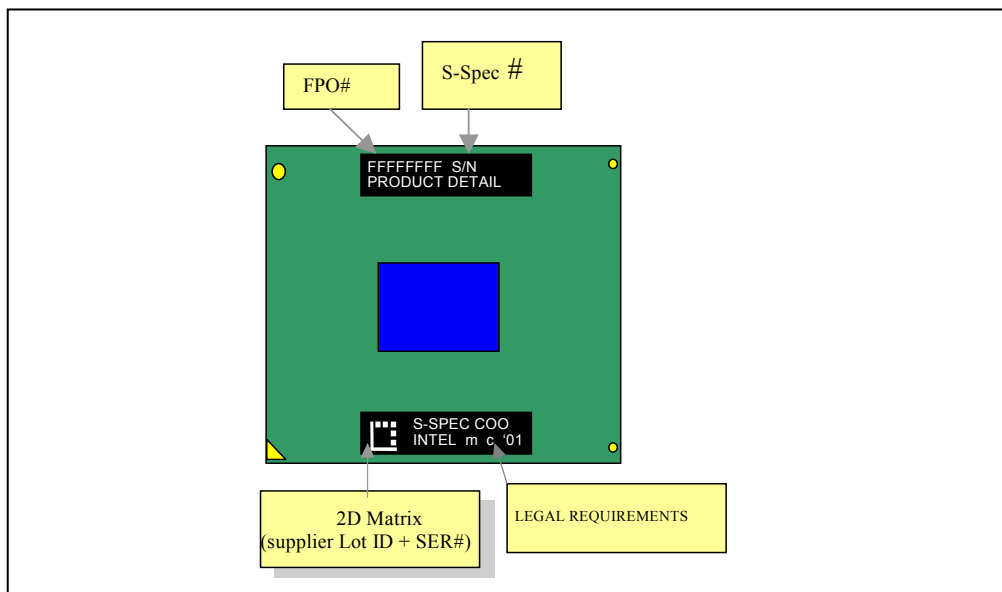 FPO#
S-Spec #
FFFFFFFF S/N
PRODUCT DETAIL
S-SPEC COO
INTEL m c '01
2D Matrix
(supplier Lot ID + SER#)
LEGAL REQUIREMENTS